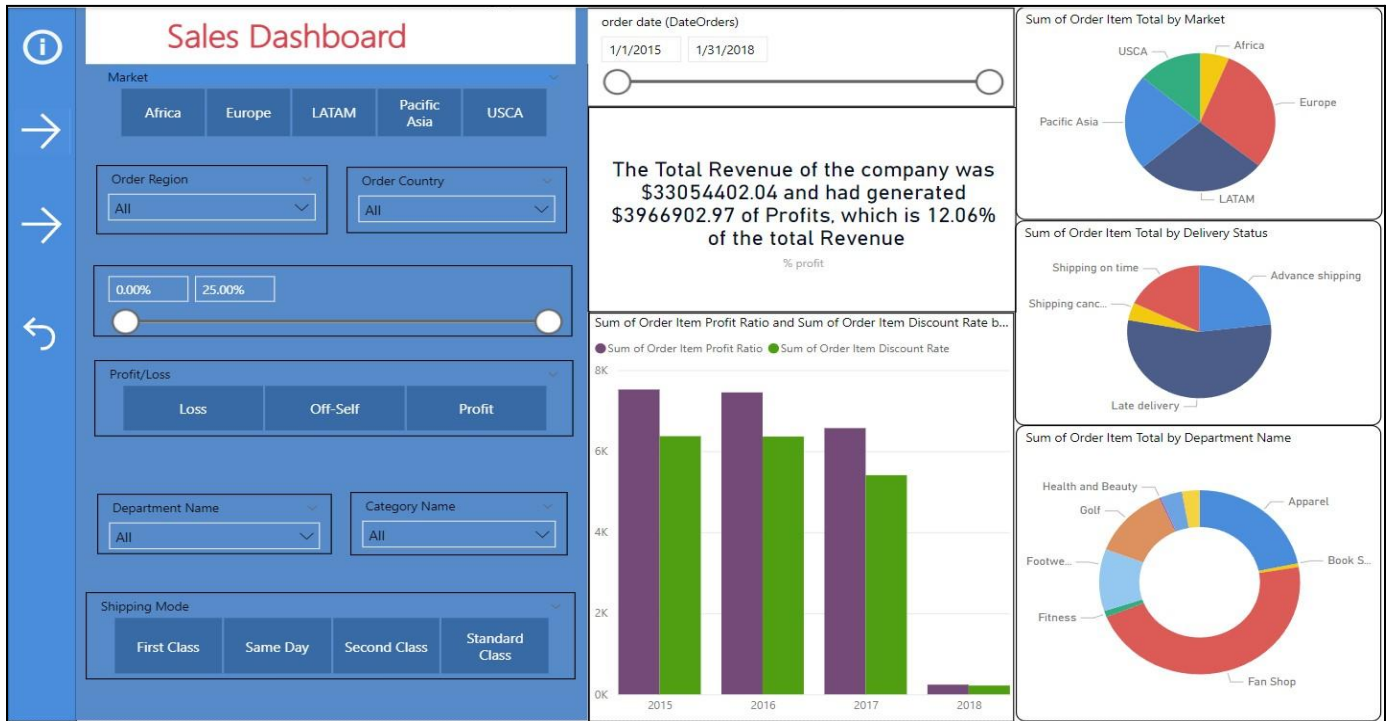 Sales Dashboard
Market
Africa
Europe
LATAM
Pacific
Asia
USCA
Order Region
All
Order Country
All
0.00%
25.00%
Profit/Loss
Loss
Off-Self
Profit
Department Name
All
Category Name
All
Shipping Mode
First Class
Same Day
Second Class
Standard
Class
order date (DateOrders)
1/1/2015
1/31/2018
The Total Revenue of the company was
$33054402.04 and had generated
$3966902.97 of Profits, which is 12.06%
of the total Revenue
% profit
Sum of Order Item Profit Ratio and Sum of Order Item Discount Rate b...
Sum of Order Item Profit Ratio
Sum of Order Item Discount Rate
8K
6K
4K
2K
0K
2015
2016
2017
2018
Sum of Order Item Total by Market
USCA
Africa
Europe
Pacific Asia
LATAM
Sum of Order Item Total by Delivery Status
Shipping on time
Advance shipping
Shipping canc...
Late delivery
Sum of Order Item Total by Department Name
Health and Beauty
Apparel
Golf
Footwe...
Book S...
Fitness
Fan Shop